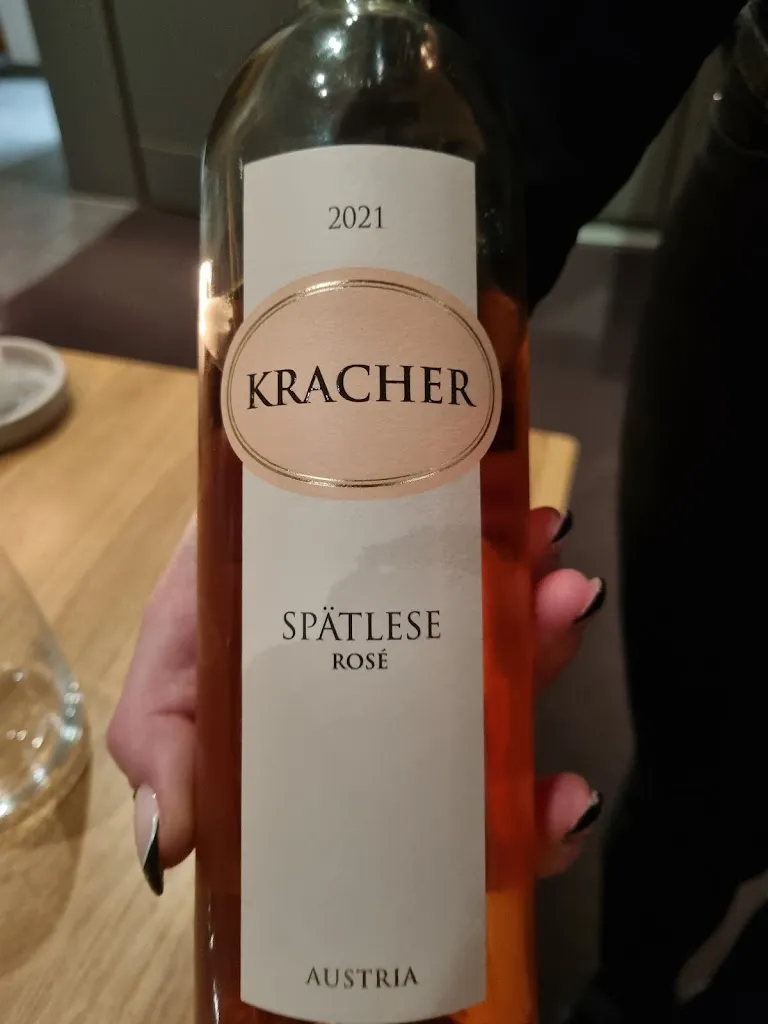 2021
KRACHER
SPÄTLESE
ROSÉ
AUSTRIA